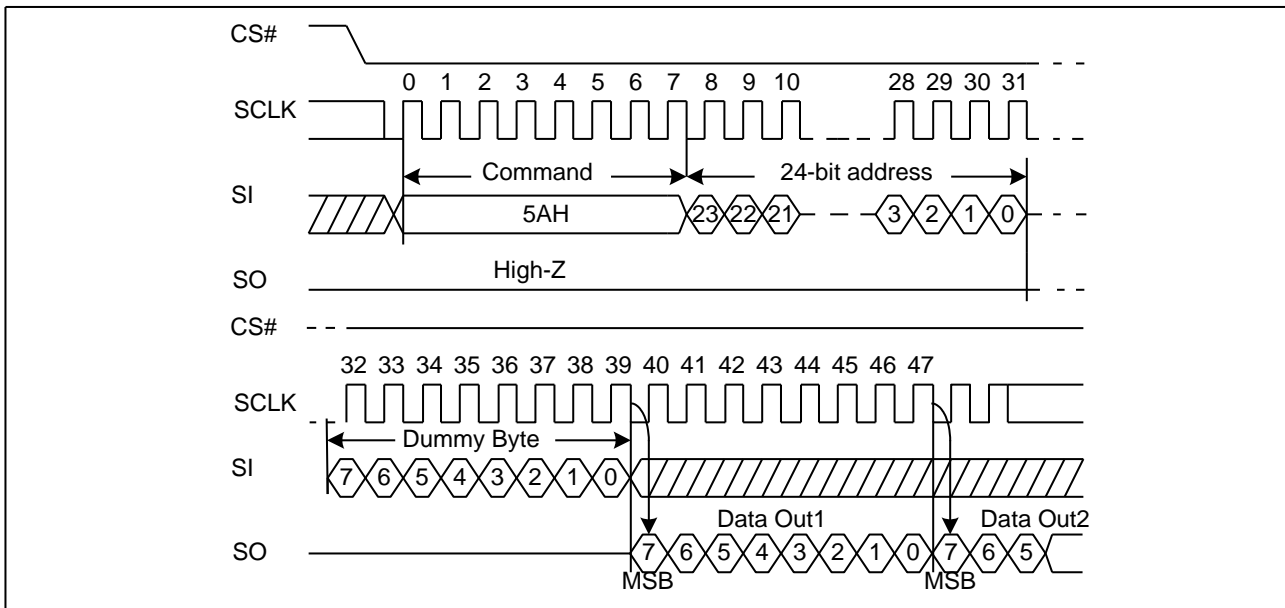 CS#
0 1 2 3 4 5 6 7 8 9 10 28 29 30 31
SCLK
Command 24-bit address
SI
5AH 23 22 21 3 2 1 0
High-Z
SO
CS#
32 33 34 35 36 37 38 39 40 41 42 43 44 45 46 47
SCLK
Dummy Byte
SI
7 6 5 4 3 2 1 0
Data Out1 Data Out2
SO
7 6 5 4 3 2 1 0 7 6 5
MSB MSB